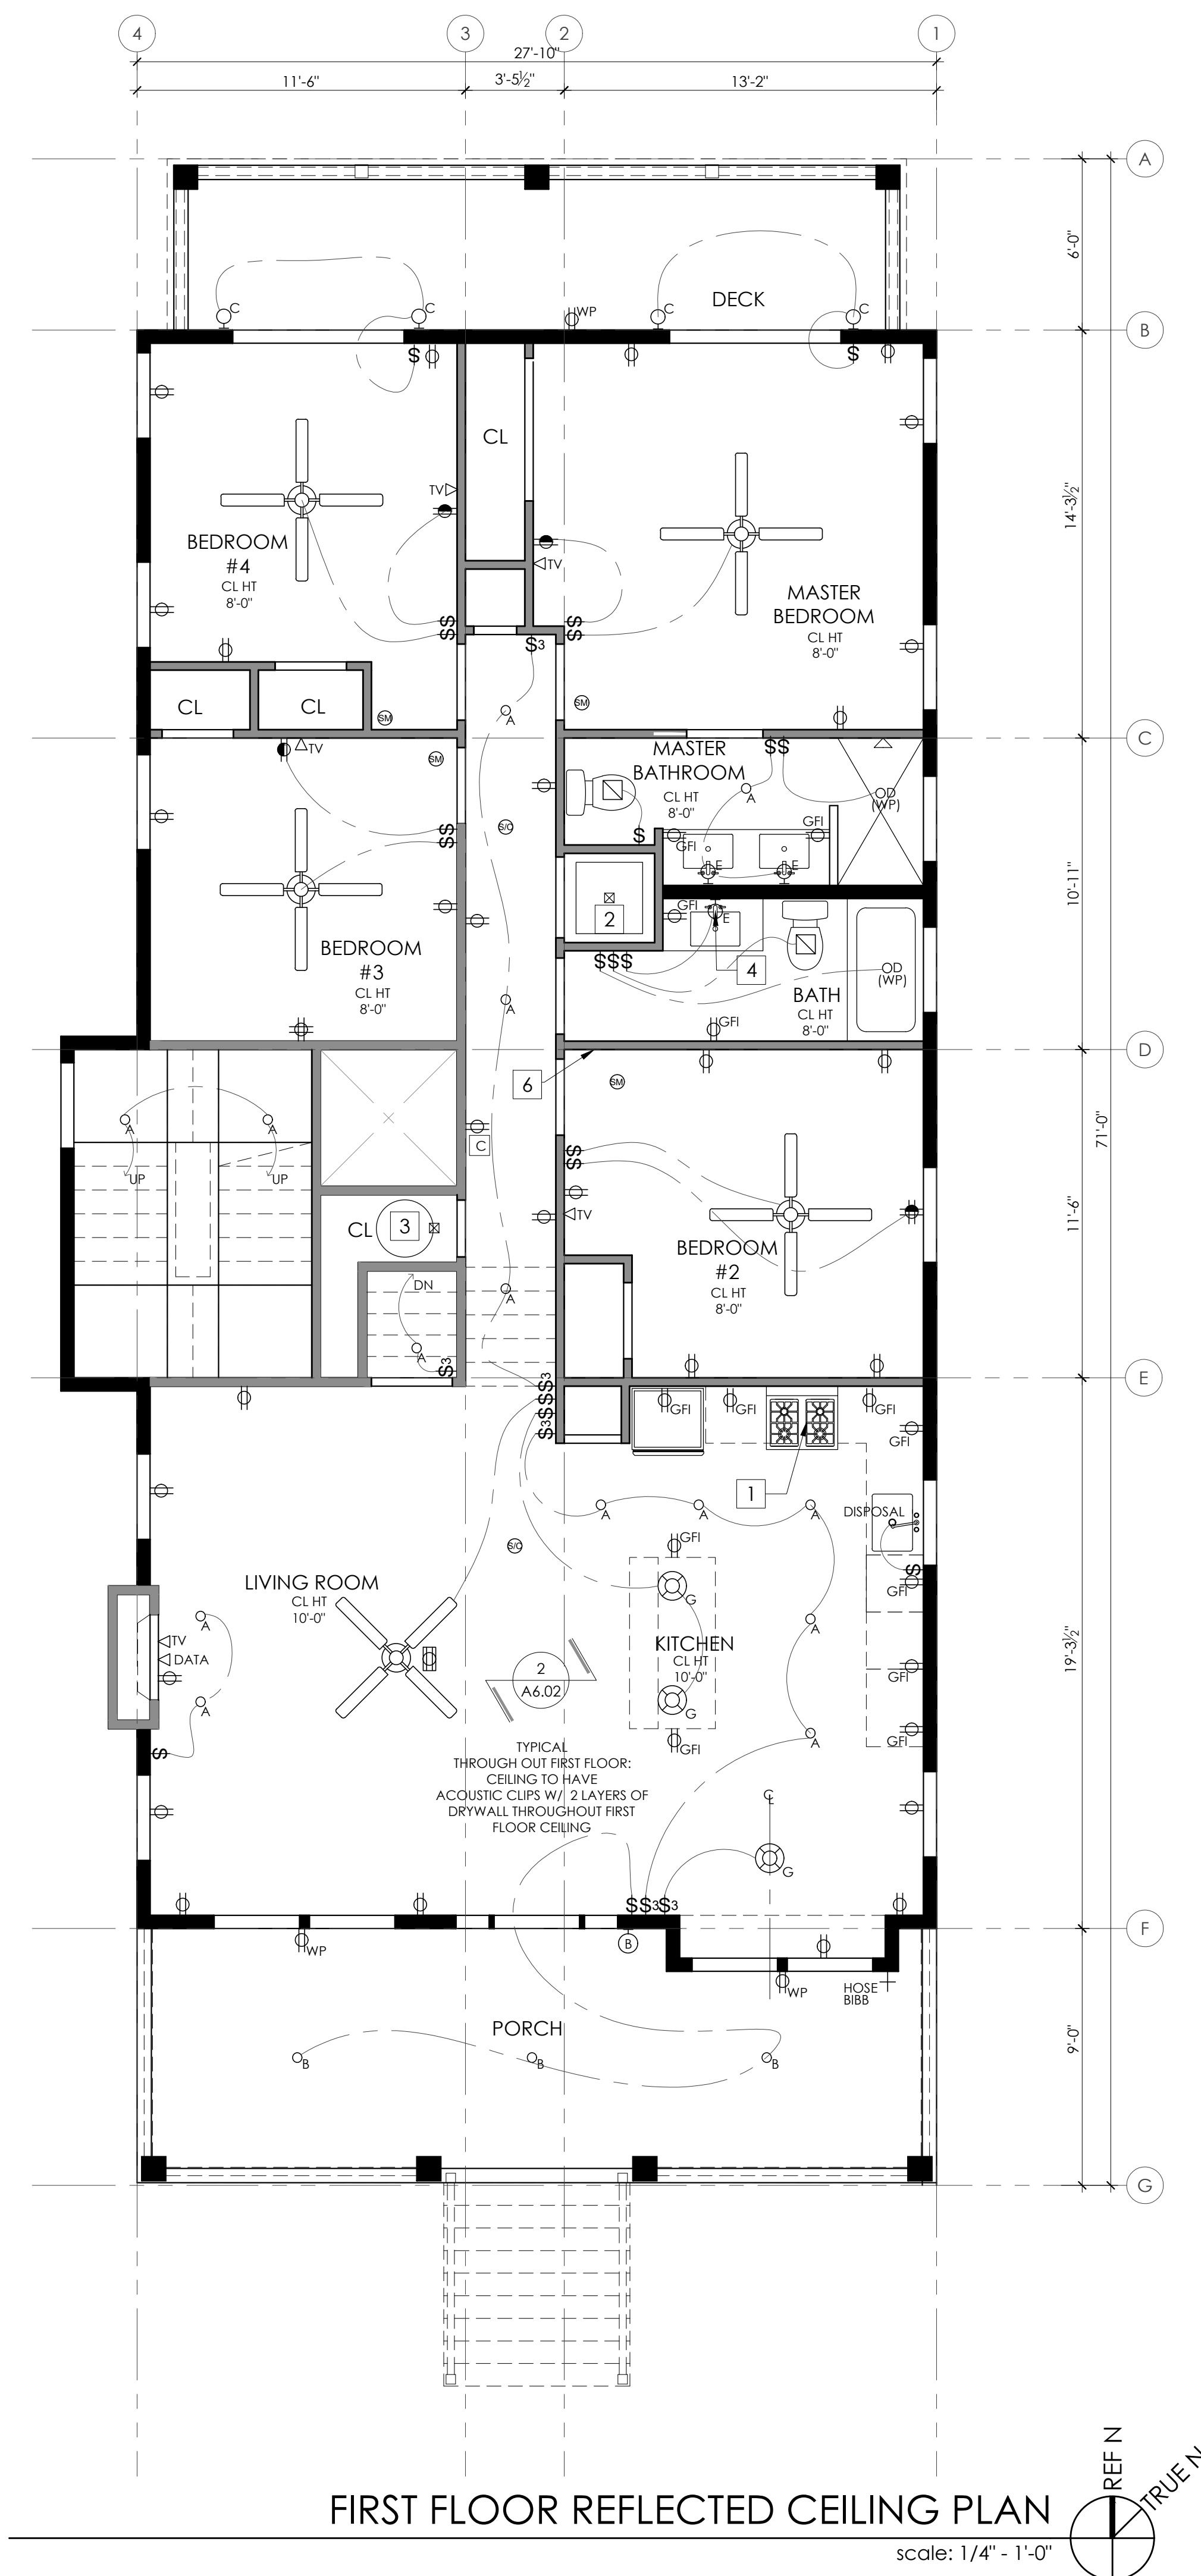 4
3
2
1
27'-10"
11'-6"
3'-5½"
13'-2"
A
6'-0"
C
C
WP
C
DECK
C
B
$
$
CL
TV
BEDROOM
#4
CL HT
8'-0"
TV
14'-3½"
MASTER
BEDROOM
CL HT
8'-0"
$$
$$
$3
CL
CL
SM
SM
A
C
TV
SM
MASTER
BATHROOM
CL HT
8'-0"
$$
A
D
(WP)
$$
S/C
$
GFI
GFI
E
E
2
GFI
E
10'-11"
BEDROOM
#3
CL HT
8'-0"
$$$
4
D
(WP)
A
BATH
CL HT
8'-0"
GFI
D
6
SM
71'-0"
A
A
C
$$
UP
UP
CL
3
TV
11'-6"
BEDROOM
#2
CL HT
8'-0"
DN
A
A
$3
E
$3
$
$
$3
GFI
GFI
GFI
GFI
1
A
A
A
DISPOSAL
GFI
S/C
$
GFI
LIVING ROOM
CL HT
10'-0"
G
A
TV
DATA
A
A
KITCHEN
CL HT
10'-0"
19'-3½"
2
A6.02
GFI
G
A
GFI
GFI
$
TYPICAL
THROUGH OUT FIRST FLOOR:
CEILING TO HAVE
ACOUSTIC CLIPS W/ 2 LAYERS OF
DRYWALL THROUGHOUT FIRST
FLOOR CEILING
CL
G
$$3$3
F
WP
B
WP
HOSE
BIBB
PORCH
9'-0"
B
B
B
G
REF N
TRUE N
FIRST FLOOR REFLECTED CEILING PLAN
scale: 1/4" - 1'-0"